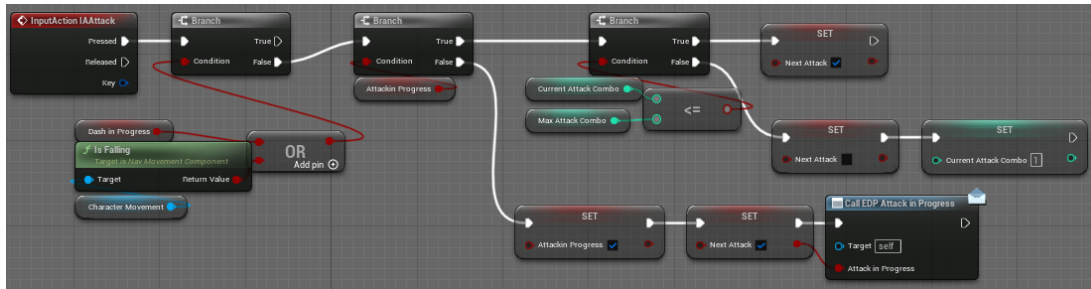 InputAction IAAttack
Pressed
Released
Key
Branch
True
Condition
False
Branch
True
Condition
False
Attackin Progress
Branch
True
Condition
False
Current Attack Combo
Max Attack Combo
<=
SET
Next Attack
Dash in Progress
Is Falling
Target is Nav Movement Component
Target
Return Value
Character Movement
OR
Add pin
SET
Next Attack
SET
Current Attack Combo
1
SET
Attackin Progress
SET
Next Attack
Call EDP Attack in Progress
Target
self
Attack in Progress